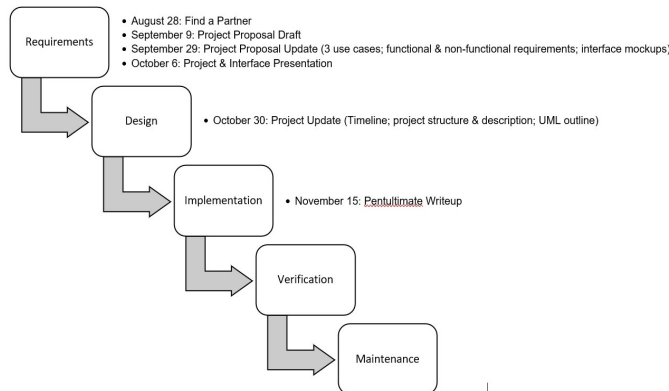 Requirements
• August 28: Find a Partner
• September 9: Project Proposal Draft
• September 29: Project Proposal Update (3 use cases; functional & non-functional requirements; interface mockups)
• October 6: Project & Interface Presentation
Design
• October 30: Project Update (Timeline; project structure & description; UML outline)
Implementation
• November 15: Pentultimate Writeup
Verification
Maintenance